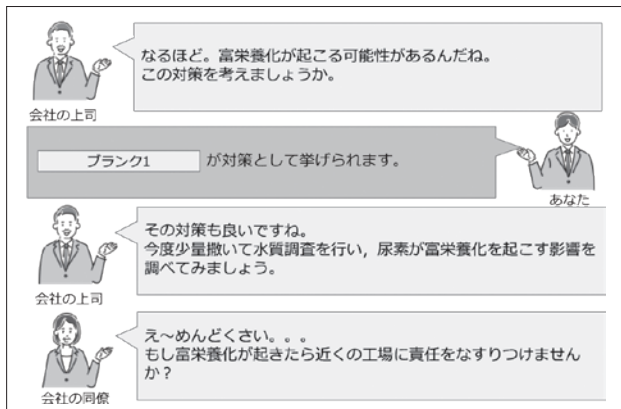 なるほど。富栄養化が起こる可能性があるんだね。
この対策を考えましょうか。
会社の上司
ブランク1 が対策として挙げられます。
あなた
その対策も良いですね。
今度少量撒いて水質調査を行い，尿素が富栄養化を起こす影響を
調べてみましょう。
会社の上司
え～めんどくさい。。。
もし富栄養化が起きたら近くの工場に責任をなすりつけません
か？
会社の同僚